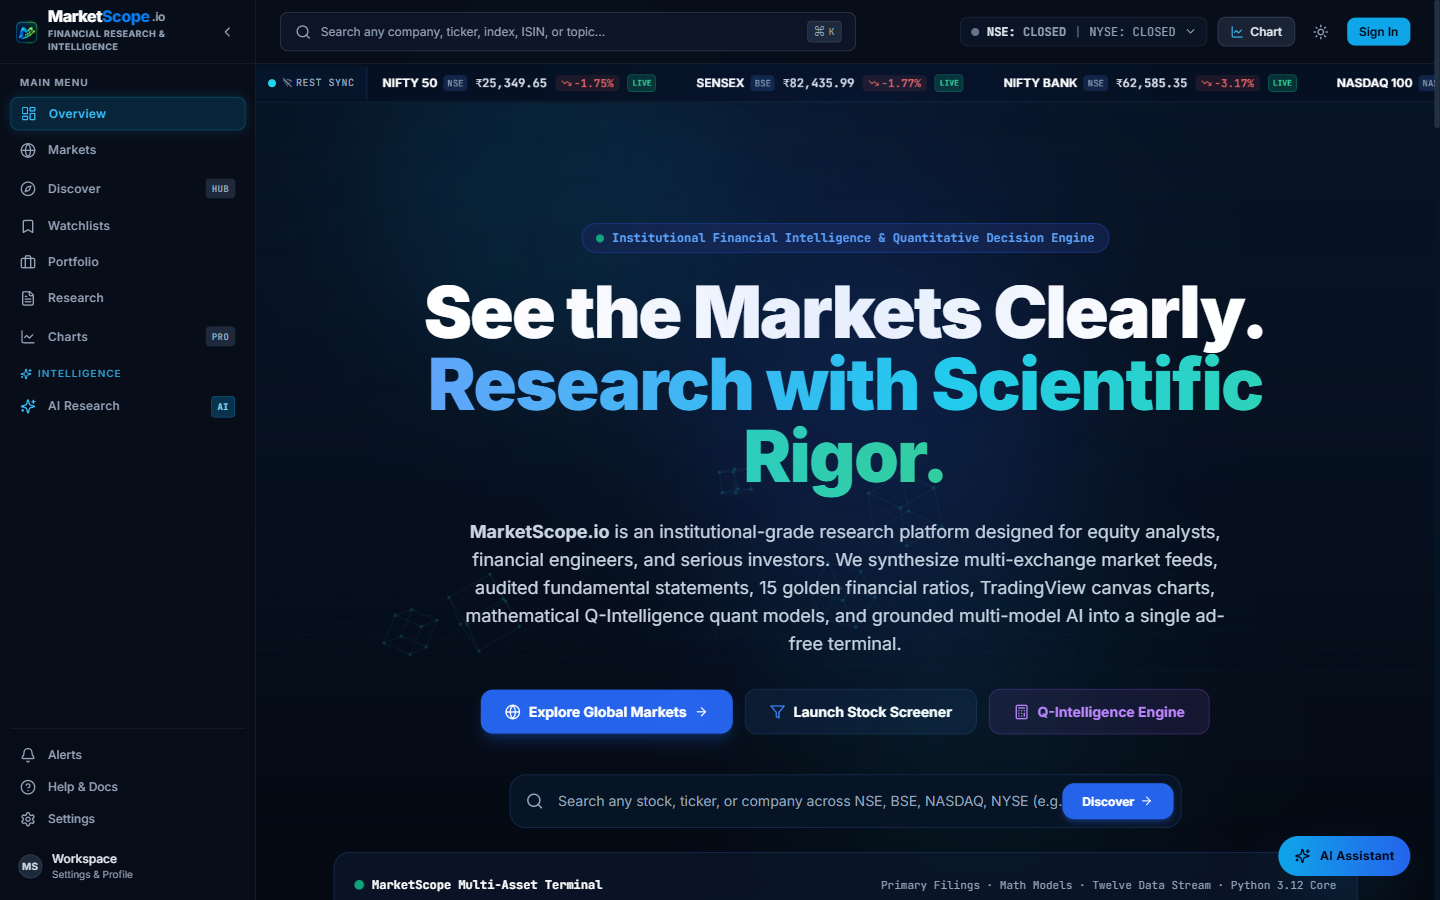 MarketScope.io
FINANCIAL RESEARCH &
INTELLIGENCE
Search any company, ticker, index, ISIN, or topic...
⌘ K
NSE: CLOSED | NYSE: CLOSED
Chart
Sign In
MAIN MENU
Overview
Markets
Discover HUB
Watchlists
Portfolio
Research
Charts PRO
INTELLIGENCE
AI Research AI
Alerts
Help & Docs
Settings
MS
Workspace
Settings & Profile
REST SYNC
NIFTY 50 NSE ₹25,349.65 -1.75% LIVE
SENSEX BSE ₹82,435.99 -1.77% LIVE
NIFTY BANK NSE ₹62,585.35 -3.17% LIVE
NASDAQ 100 NAS
Institutional Financial Intelligence & Quantitative Decision Engine
See the Markets Clearly.
Research with Scientific
Rigor.
MarketScope.io is an institutional-grade research platform designed for equity analysts,
financial engineers, and serious investors. We synthesize multi-exchange market feeds,
audited fundamental statements, 15 golden financial ratios, TradingView canvas charts,
mathematical Q-Intelligence quant models, and grounded multi-model AI into a single ad-
free terminal.
Explore Global Markets
Launch Stock Screener
Q-Intelligence Engine
Search any stock, ticker, or company across NSE, BSE, NASDAQ, NYSE (e.g.
Discover
AI Assistant
MarketScope Multi-Asset Terminal
Primary Filings · Math Models · Twelve Data Stream · Python 3.12 Core